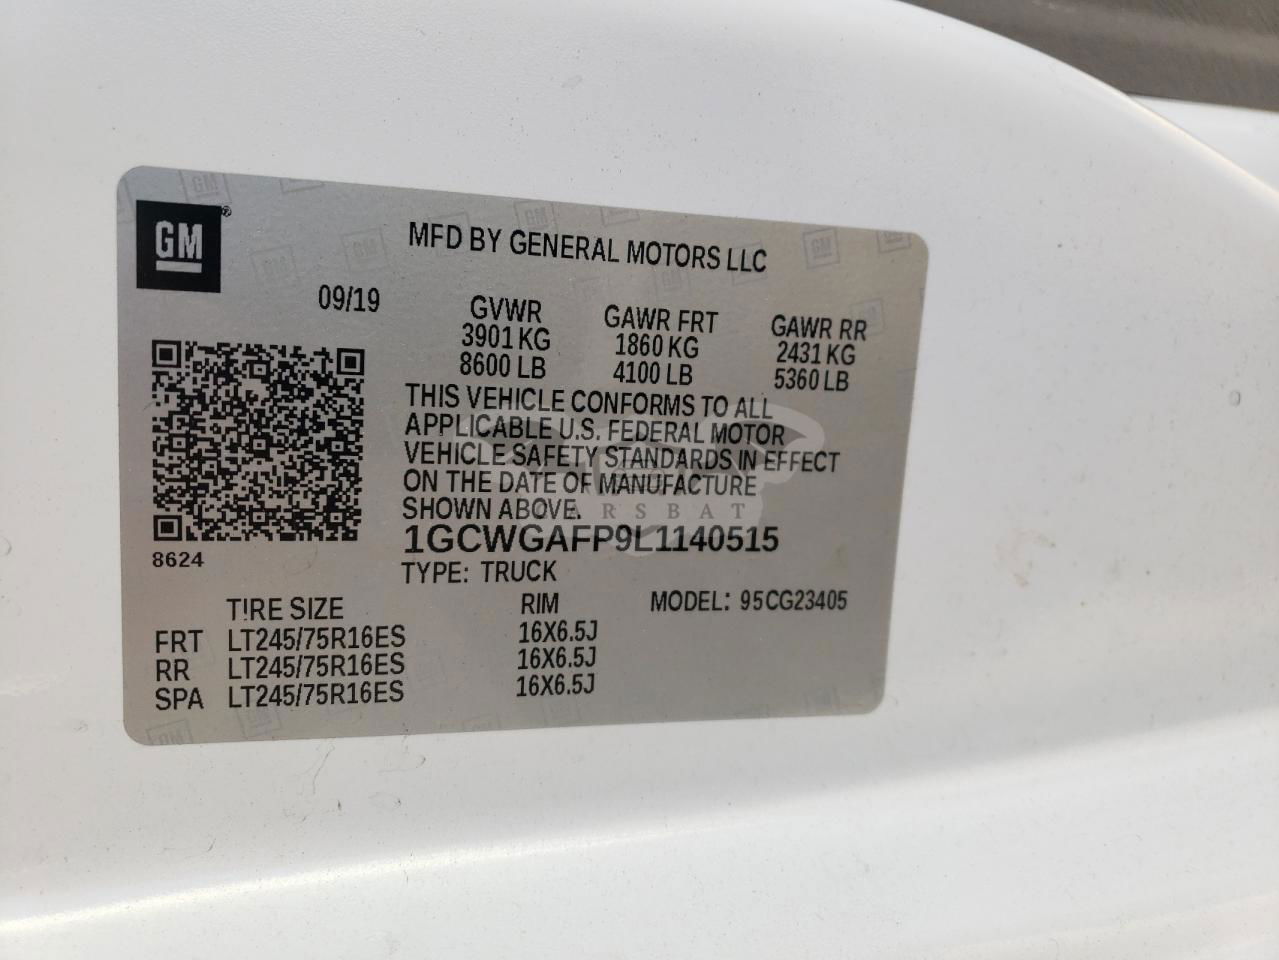 GM
MFD BY GENERAL MOTORS LLC
09/19
GVWR GAWR FRT GAWR RR
3901 KG 1860 KG 2431 KG
8600 LB 4100 LB 5360 LB
THIS VEHICLE CONFORMS TO ALL
APPLICABLE U.S. FEDERAL MOTOR
VEHICLE SAFETY STANDARDS IN EFFECT
ON THE DATE OF MANUFACTURE
SHOWN ABOVE.
CARSBAT
1GCWGAFP9L1140515
8624
TYPE: TRUCK
TIRE SIZE RIM MODEL: 95CG23405
FRT LT245/75R16ES 16X6.5J
RR LT245/75R16ES 16X6.5J
SPA LT245/75R16ES 16X6.5J